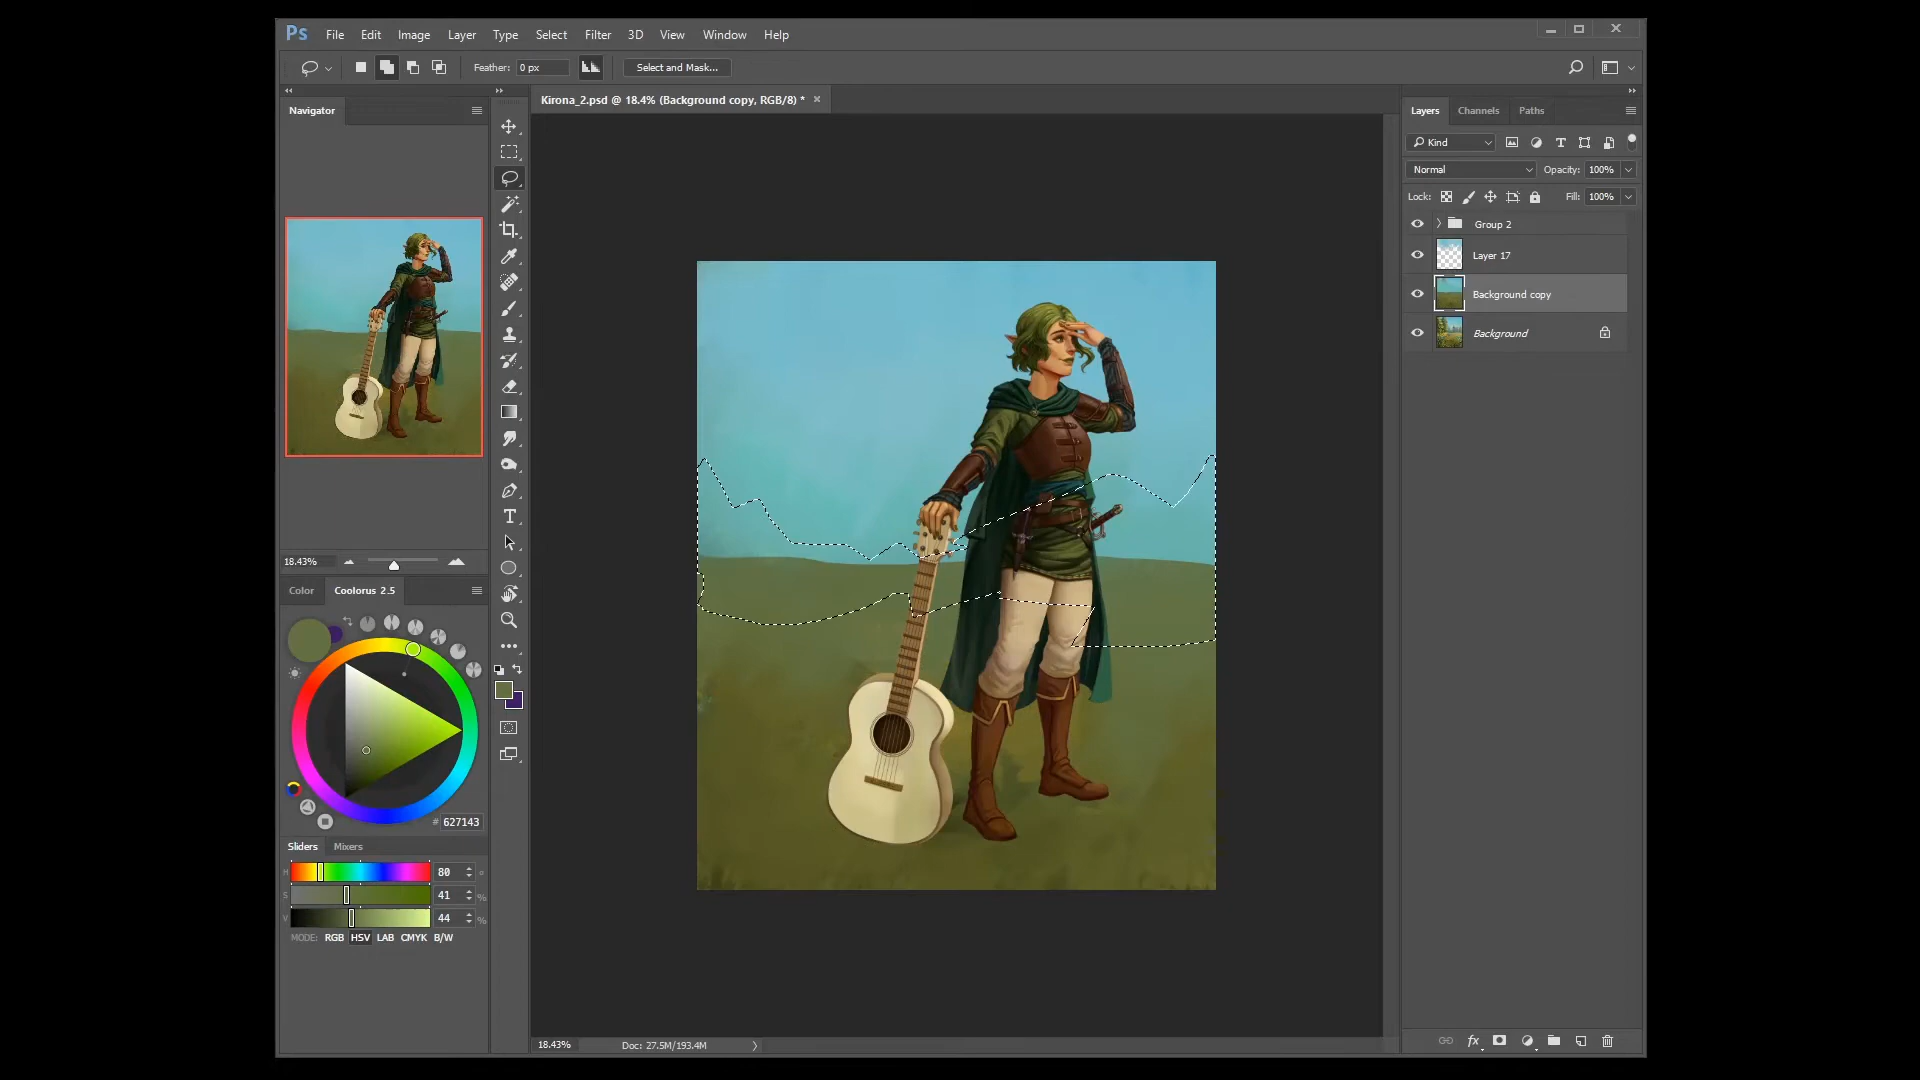 Ps File Edit Image Layer Type Select Filter 3D View Window Help
Feather: 0 px Select and Mask...
Kirona_2.psd @ 18.4% (Background copy, RGB/8) * ×
Navigator
Layers Channels Paths
Kind
Normal Opacity: 100%
Lock: Fill: 100%
Group 2
Layer 17
Background copy
Background
18.43%
Color Coolorus 2.5
# 627143
Sliders Mixers
H 80 °
S 41 %
V 44 %
MODE: RGB HSV LAB CMYK B/W
18.43% Doc: 27.5M/193.4M